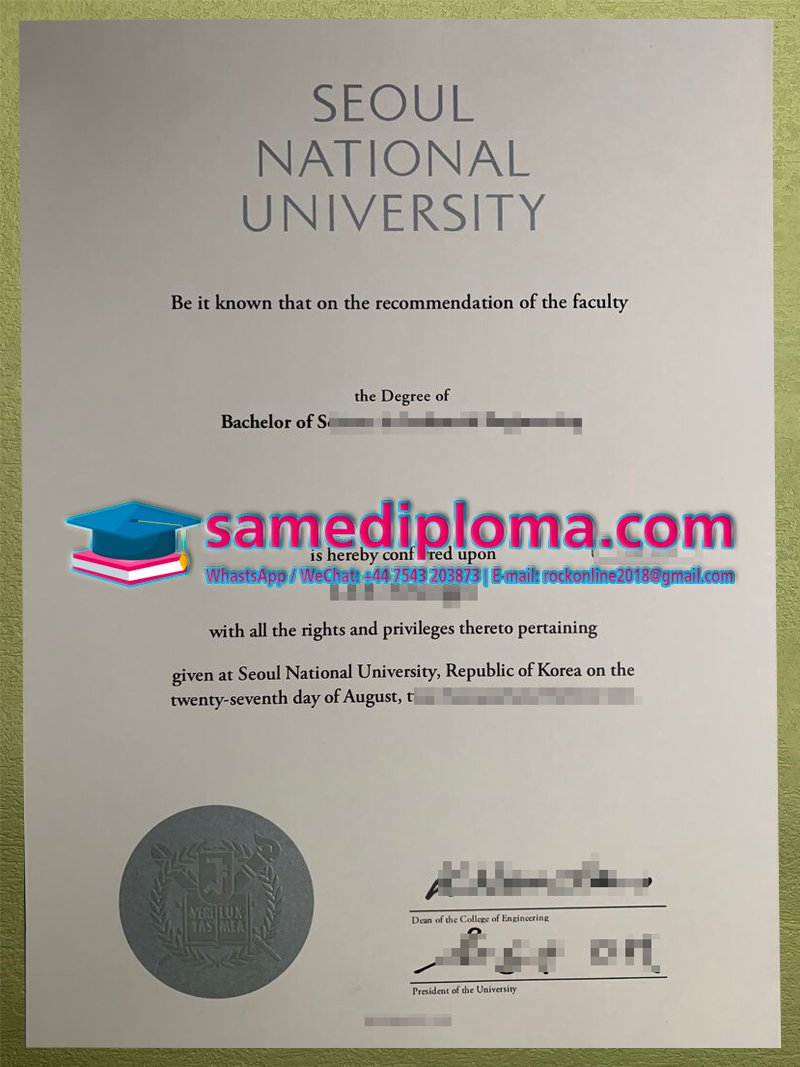 SEOUL
NATIONAL
UNIVERSITY
Be it known that on the recommendation of the faculty
the Degree of
Bachelor of
samediploma.com
is hereby conf red upon
WhastsApp / WeChat: +44 7543 203873 | E-mail: rockonline2018@gmail.com
with all the rights and privileges thereto pertaining
given at Seoul National University, Republic of Korea on the
twenty-seventh day of August,
VERI LUX
TAS MEA
Dean of the College of Engineering
President of the University